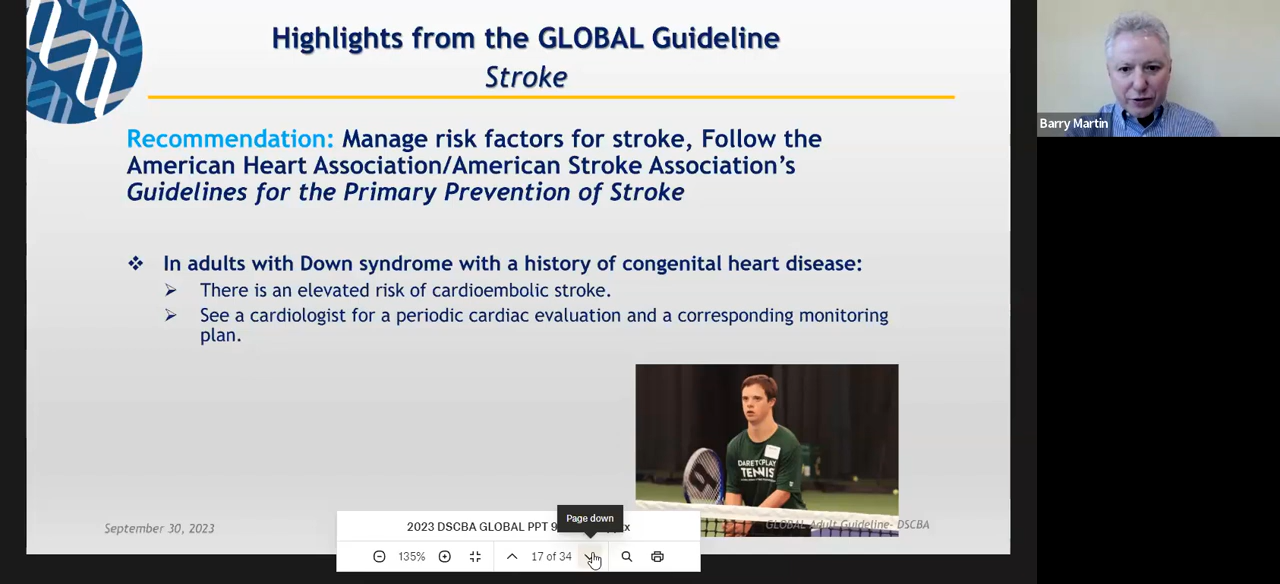 Highlights from the GLOBAL Guideline
Stroke
Recommendation: Manage risk factors for stroke, Follow the
American Heart Association/American Stroke Association's
Guidelines for the Primary Prevention of Stroke
❖ In adults with Down syndrome with a history of congenital heart disease:
➢ There is an elevated risk of cardioembolic stroke.
➢ See a cardiologist for a periodic cardiac evaluation and a corresponding monitoring
plan.
Barry Martin
DARE TO PLAY
TENNIS
September 30, 2023
GLOBAL Adult Guideline- DSCBA
Page down
2023 DSCBA GLOBAL PPT 9 x
135%
17 of 34